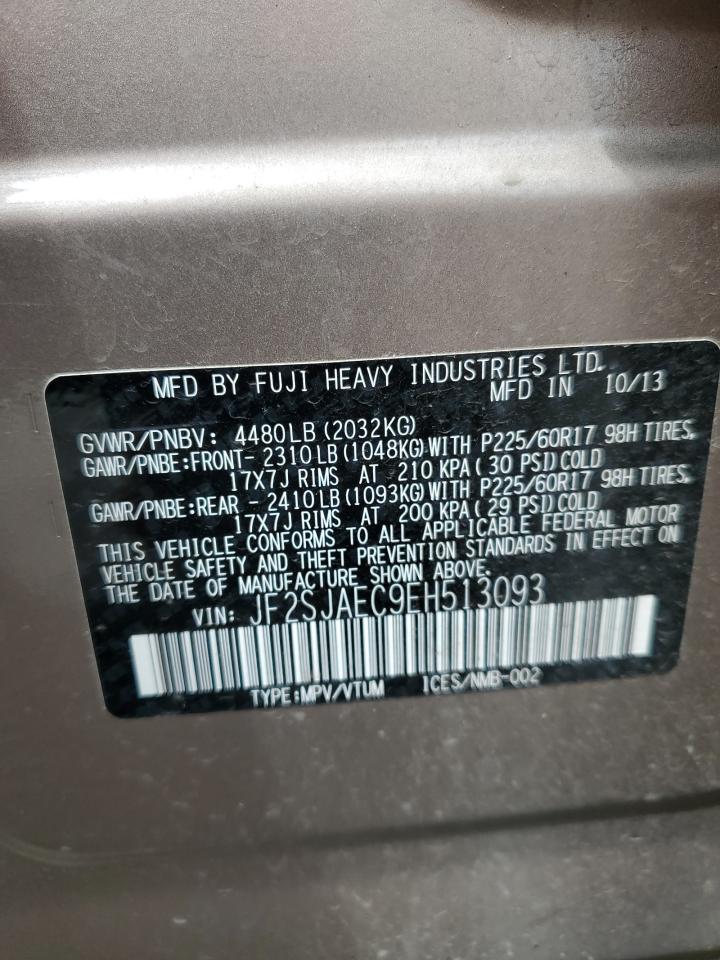 MFD BY FUJI HEAVY INDUSTRIES LTD.
MFD IN 10/13
GVWR/PNBV: 4480LB (2032KG)
GAWR/PNBE:FRONT- 2310LB (1048KG)WITH P225/60R17 98H TIRES,
17X7J RIMS AT 210 KPA( 30 PSI)COLD
GAWR/PNBE:REAR - 2410LB (1093KG)WITH P225/60R17 98H TIRES,
17X7J RIMS AT 200 KPA( 29 PSI)COLD
THIS VEHICLE CONFORMS TO ALL APPLICABLE FEDERAL MOTOR
VEHICLE SAFETY AND THEFT PREVENTION STANDARDS IN EFFECT ON
THE DATE OF MANUFACTURE SHOWN ABOVE.
VIN: JF2SJAEC9EH513093
TYPE:MPV/VTUM ICES/NMB-002